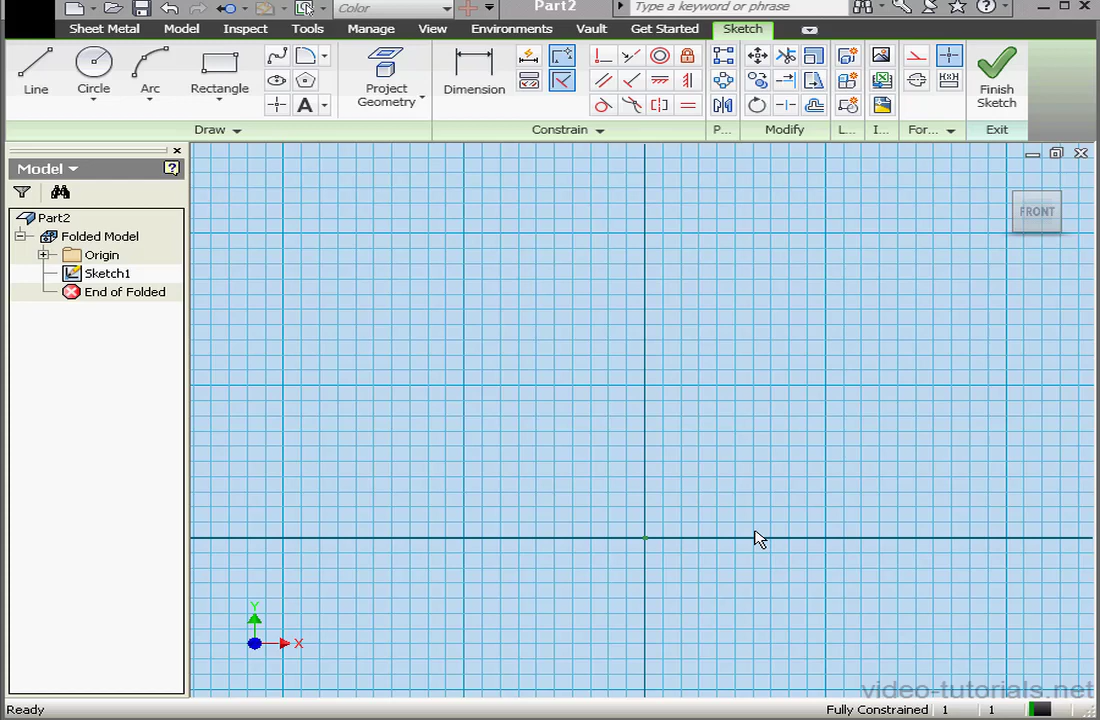 Color
Part2
Type a keyword or phrase
Sheet Metal Model Inspect Tools Manage View Environments Vault Get Started Sketch
Line Circle Arc Rectangle
A
Project
Geometry
Dimension
Finish
Sketch
Draw Constrain P... Modify L... I... For... Exit
Model
Part2
Folded Model
Origin
Sketch1
End of Folded
FRONT
Y
X
video-tutorials.net
Ready Fully Constrained 1 1